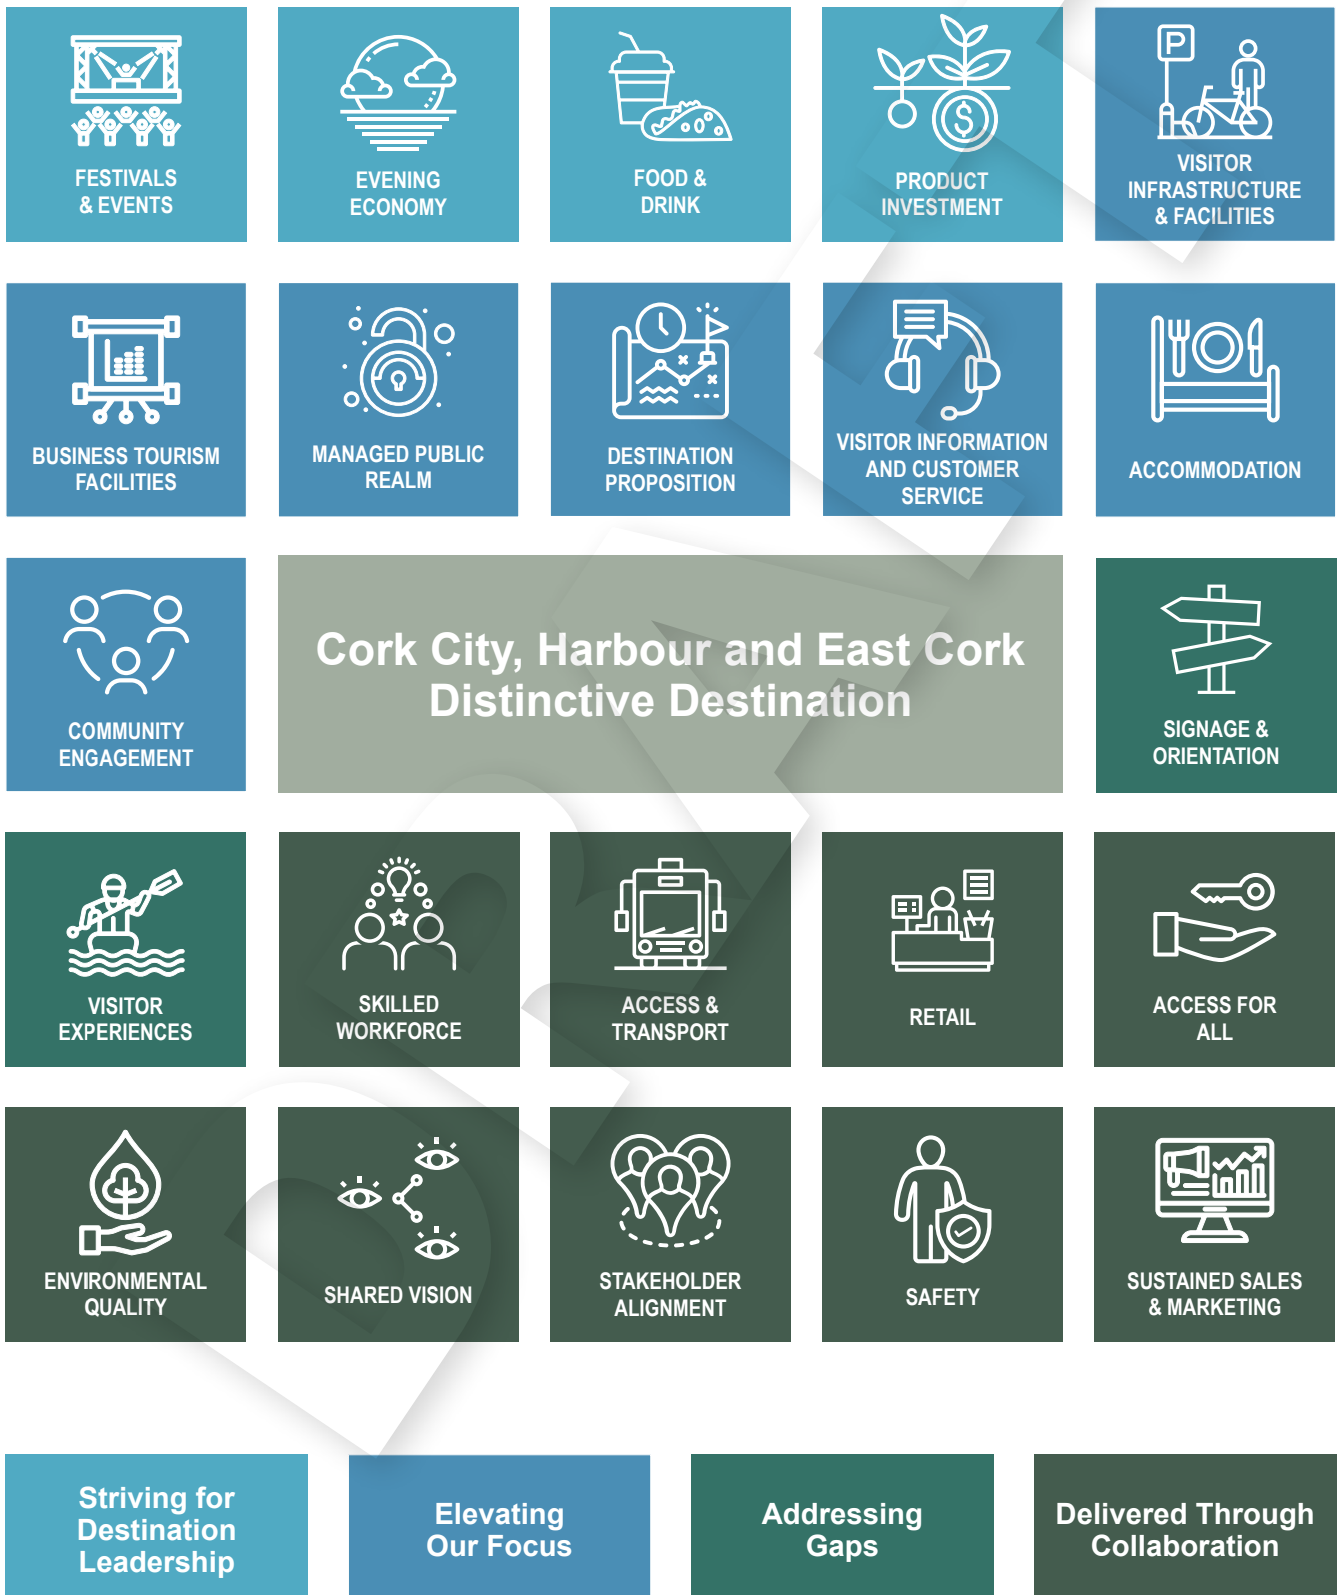 FESTIVALS
& EVENTS
EVENING
ECONOMY
FOOD &
DRINK
PRODUCT
INVESTMENT
P
$
VISITOR
INFRASTRUCTURE
& FACILITIES
BUSINESS TOURISM
FACILITIES
MANAGED PUBLIC
REALM
DESTINATION
PROPOSITION
VISITOR INFORMATION
AND CUSTOMER
SERVICE
ACCOMMODATION
COMMUNITY
ENGAGEMENT
Cork City, Harbour and East Cork
Distinctive Destination
SIGNAGE &
ORIENTATION
VISITOR
EXPERIENCES
SKILLED
WORKFORCE
ACCESS &
TRANSPORT
RETAIL
ACCESS FOR
ALL
ENVIRONMENTAL
QUALITY
SHARED VISION
STAKEHOLDER
ALIGNMENT
SAFETY
SUSTAINED SALES
& MARKETING
Striving for
Destination
Leadership
Elevating
Our Focus
Addressing
Gaps
Delivered Through
Collaboration
DRAFT